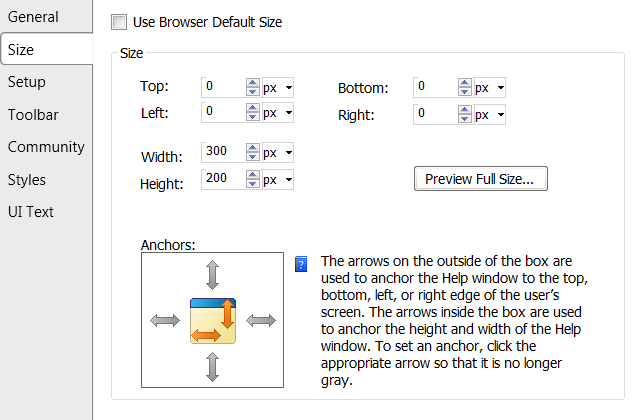 General
Size
Setup
Toolbar
Community
Styles
UI Text
Use Browser Default Size
Size
Top: 0 px Bottom: 0 px
Left: 0 px Right: 0 px
Width: 300 px
Height: 200 px
Preview Full Size...
Anchors:
?
The arrows on the outside of the box are
used to anchor the Help window to the top,
bottom, left, or right edge of the user's
screen. The arrows inside the box are used
to anchor the height and width of the Help
window. To set an anchor, click the
appropriate arrow so that it is no longer
gray.